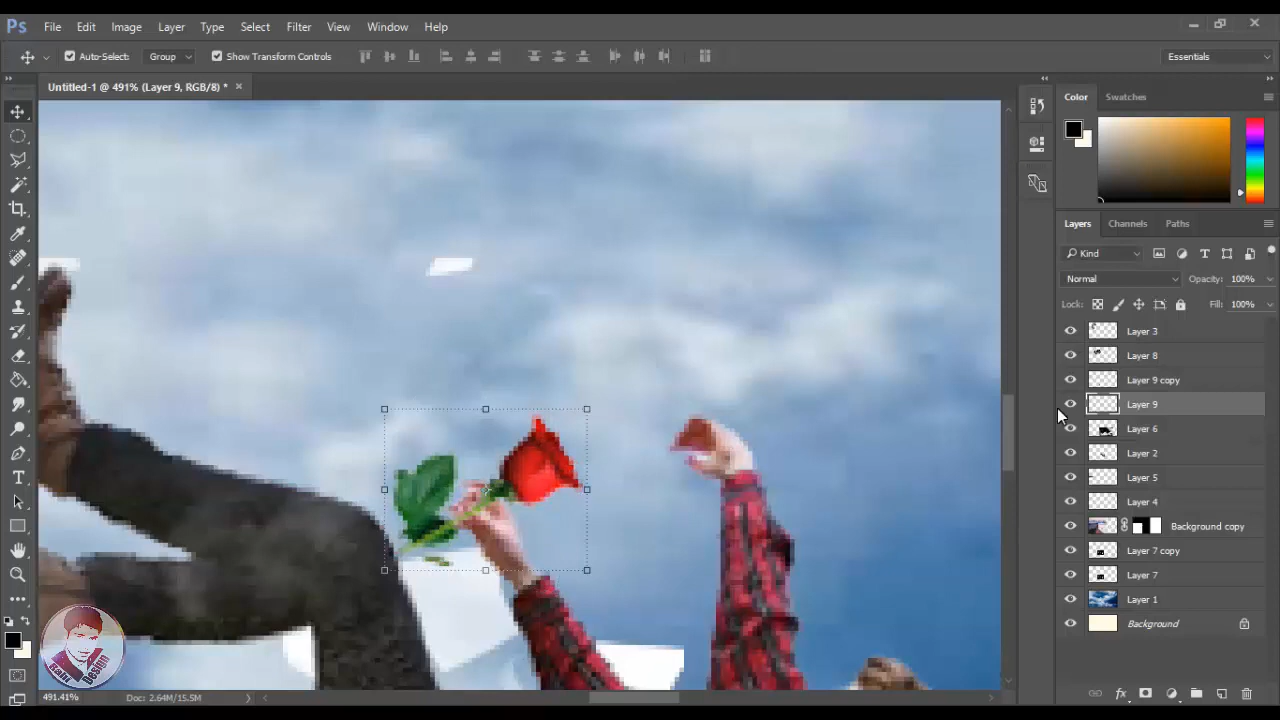 Ps File Edit Image Layer Type Select Filter View Window Help
Auto-Select: Group Show Transform Controls Essentials
Untitled-1 @ 491% (Layer 9, RGB/8) *
Color Swatches
Layers Channels Paths
Kind
Normal Opacity: 100%
Lock: Fill: 100%
Layer 3
Layer 8
Layer 9 copy
Layer 9
Layer 6
Layer 2
Layer 5
Layer 4
Background copy
Layer 7 copy
Layer 7
Layer 1
Background
491.41% Doc: 2.64M/15.5M